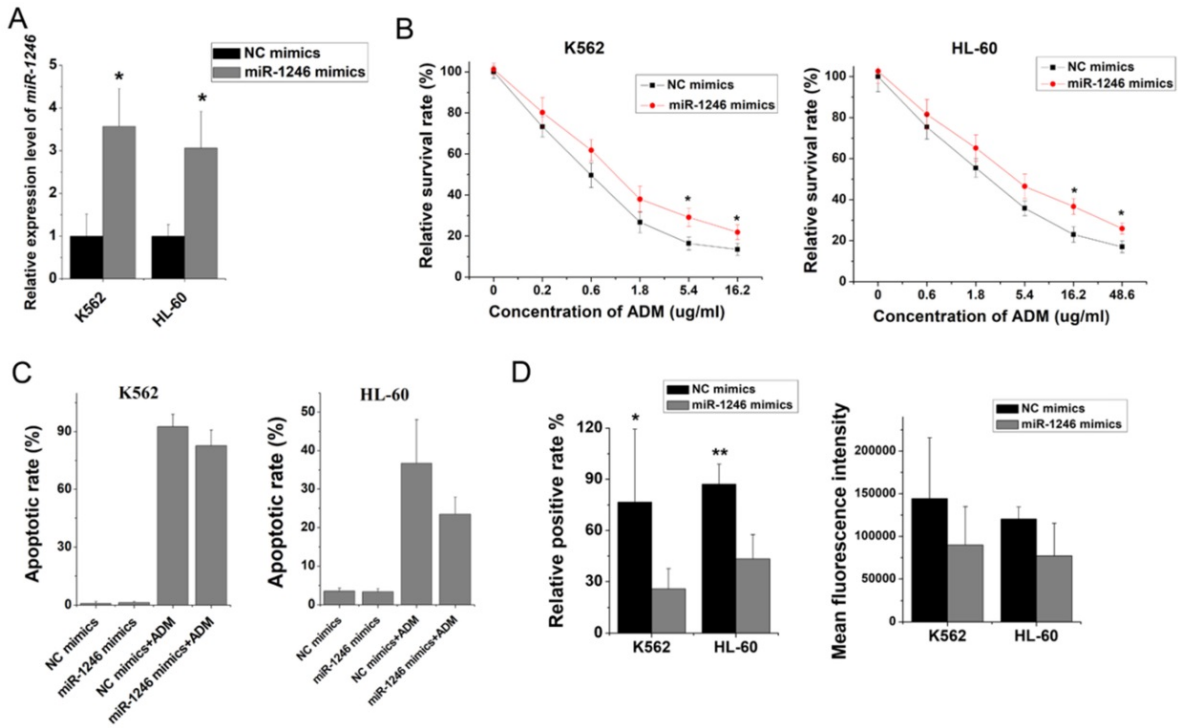 A
Relative expression level of miR-1246
NC mimics
miR-1246 mimics
5
4
3
2
1
0
*
*
K562
HL-60
B
K562
NC mimics
miR-1246 mimics
Relative survival rate (%)
100
80
60
40
20
0
*
*
0 0.2 0.6 1.8 5.4 16.2
Concentration of ADM (ug/ml)
HL-60
NC mimics
miR-1246 mimics
Relative survival rate (%)
100
80
60
40
20
0
*
*
0 0.6 1.8 5.4 16.2 48.6
Concentration of ADM (ug/ml)
C
K562
Apoptotic rate (%)
90
60
30
0
NC mimics
miR-1246 mimics
NC mimics+ADM
miR-1246 mimics+ADM
HL-60
Apoptotic rate (%)
50
40
30
20
10
0
NC mimics
miR-1246 mimics
NC mimics+ADM
miR-1246 mimics+ADM
D
NC mimics
miR-1246 mimics
Relative positive rate %
120
90
60
30
0
*
**
K562
HL-60
NC mimics
miR-1246 mimics
Mean fluorescence intensity
200000
150000
100000
50000
0
K562
HL-60